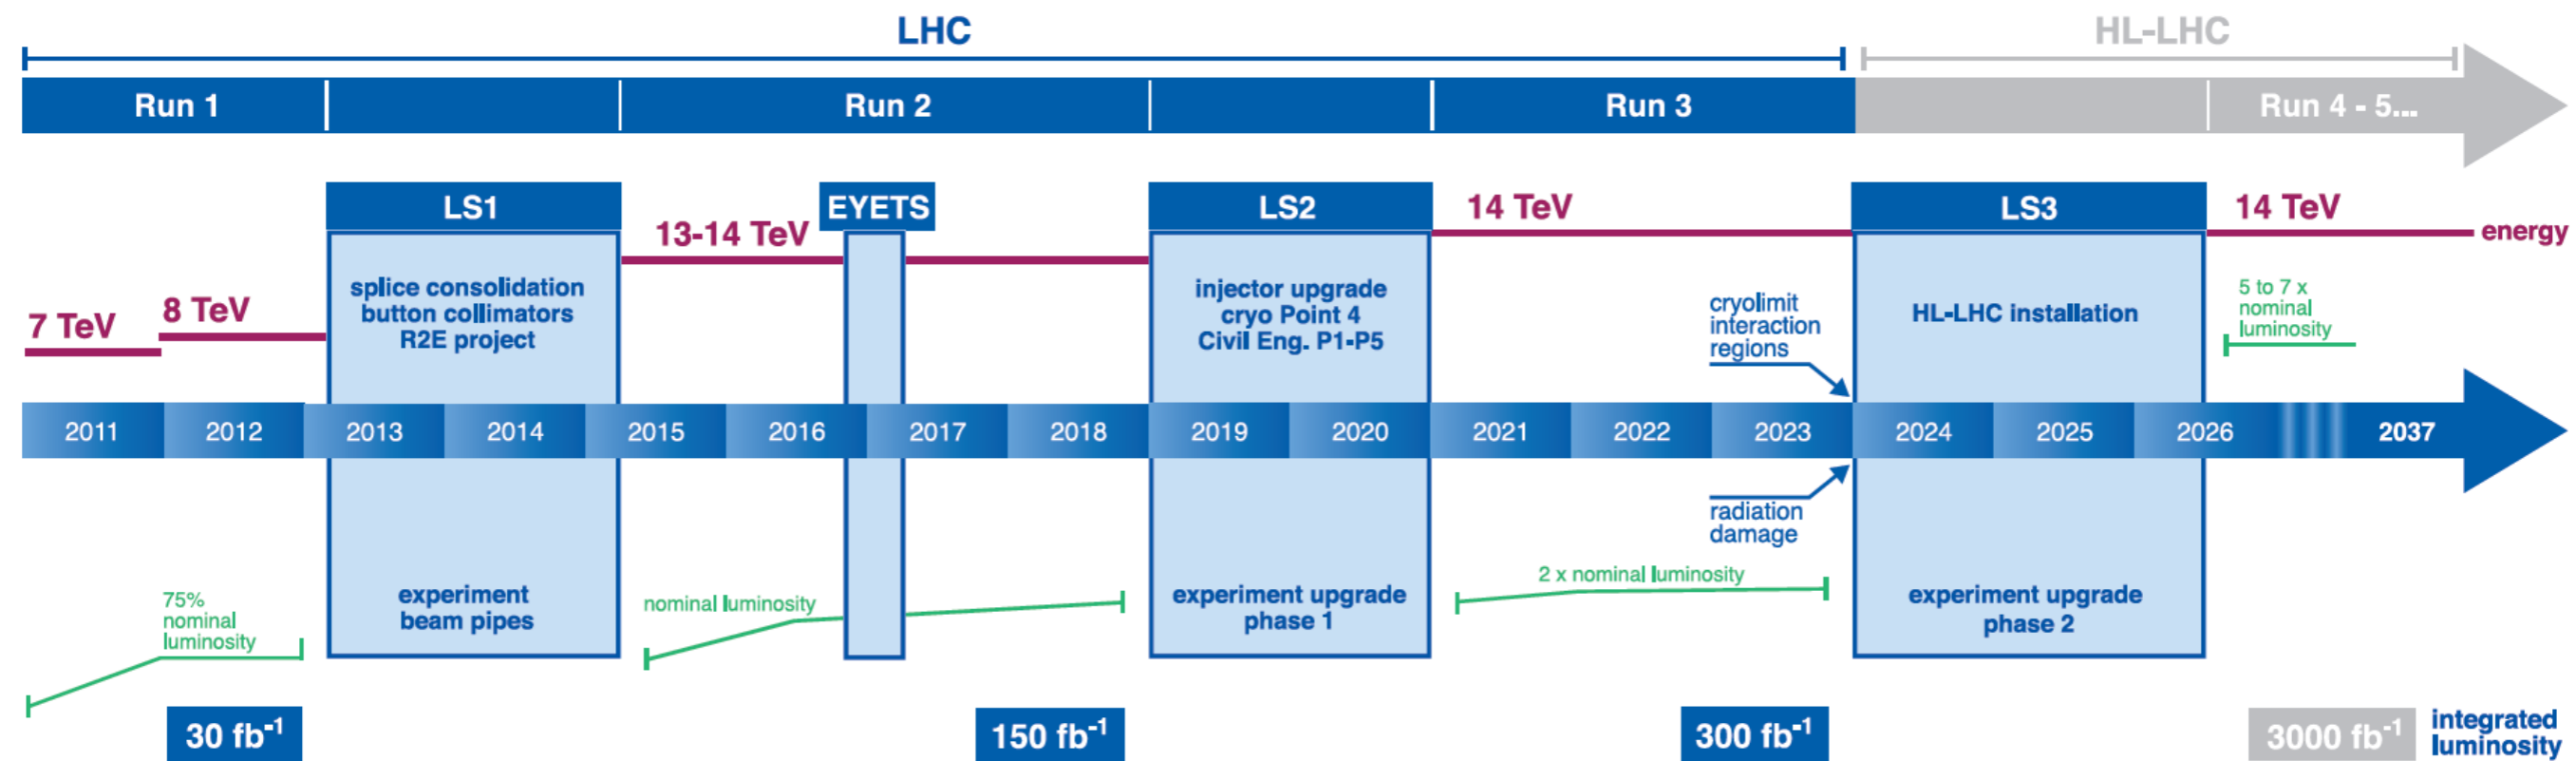 LHC
HL-LHC
Run 1
Run 2
Run 3
Run 4 - 5...
LS1
EYETS
LS2
14 TeV
LS3
14 TeV
energy
13-14 TeV
7 TeV
8 TeV
splice consolidation
button collimators
R2E project
injector upgrade
cryo Point 4
Civil Eng. P1-P5
cryolimit
interaction
regions
HL-LHC installation
5 to 7 x
nominal
luminosity
2011
2012
2013
2014
2015
2016
2017
2018
2019
2020
2021
2022
2023
2024
2025
2026
2037
radiation
damage
75%
nominal
luminosity
experiment
beam pipes
nominal luminosity
experiment upgrade
phase 1
2 x nominal luminosity
experiment upgrade
phase 2
30 fb⁻¹
150 fb⁻¹
300 fb⁻¹
3000 fb⁻¹
integrated
luminosity